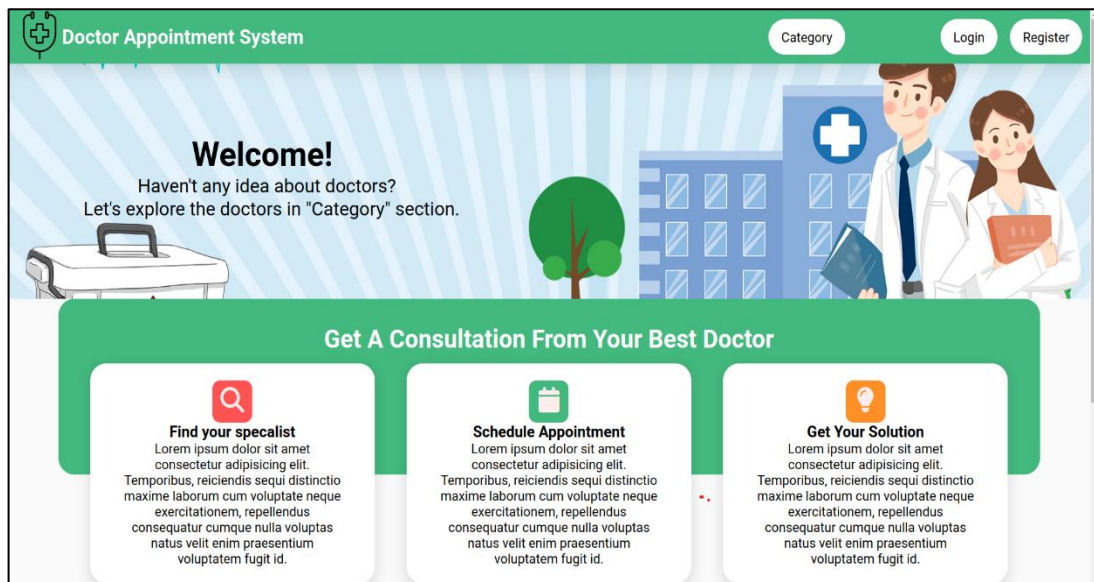 Doctor Appointment System
Category
Login
Register
Welcome!
Haven't any idea about doctors?
Let's explore the doctors in "Category" section.
Get A Consultation From Your Best Doctor
Find your specalist
Lorem ipsum dolor sit amet
consectetur adipisicing elit.
Temporibus, reiciendis sequi distinctio
maxime laborum cum voluptate neque
exercitationem, repellendus
consequatur cumque nulla voluptas
natus velit enim praesentium
voluptatem fugit id.
Schedule Appointment
Lorem ipsum dolor sit amet
consectetur adipisicing elit.
Temporibus, reiciendis sequi distinctio
maxime laborum cum voluptate neque
exercitationem, repellendus
consequatur cumque nulla voluptas
natus velit enim praesentium
voluptatem fugit id.
Get Your Solution
Lorem ipsum dolor sit amet
consectetur adipisicing elit.
Temporibus, reiciendis sequi distinctio
maxime laborum cum voluptate neque
exercitationem, repellendus
consequatur cumque nulla voluptas
natus velit enim praesentium
voluptatem fugit id.